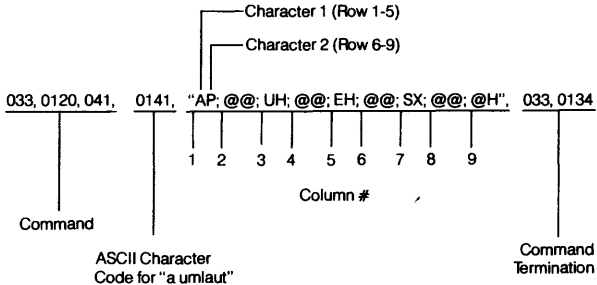 Character 1 (Row 1-5)
Character 2 (Row 6-9)
033, 0120, 041, 0141, "AP; @@; UH; @@; EH; @@; SX; @@; @H", 033, 0134
1 2 3 4 5 6 7 8 9
Column #
Command
ASCII Character
Code for "a umlaut"
Command
Termination